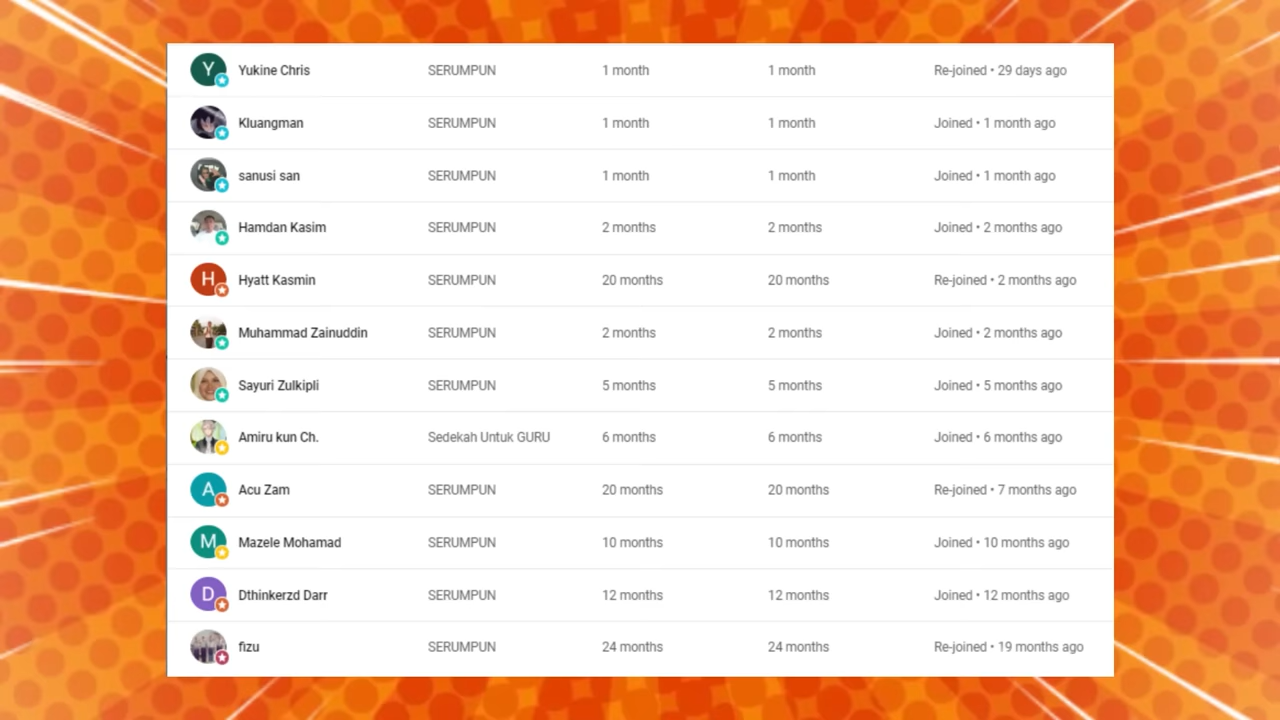 Y Yukine Chris SERUMPUN 1 month 1 month Re-joined • 29 days ago
Kluangman SERUMPUN 1 month 1 month Joined • 1 month ago
sanusi san SERUMPUN 1 month 1 month Joined • 1 month ago
Hamdan Kasim SERUMPUN 2 months 2 months Joined • 2 months ago
H Hyatt Kasmin SERUMPUN 20 months 20 months Re-joined • 2 months ago
Muhammad Zainuddin SERUMPUN 2 months 2 months Joined • 2 months ago
Sayuri Zulkipli SERUMPUN 5 months 5 months Joined • 5 months ago
Amiru kun Ch. Sedekah Untuk GURU 6 months 6 months Joined • 6 months ago
A Acu Zam SERUMPUN 20 months 20 months Re-joined • 7 months ago
M Mazele Mohamad SERUMPUN 10 months 10 months Joined • 10 months ago
D Dthinkerzd Darr SERUMPUN 12 months 12 months Joined • 12 months ago
fizu SERUMPUN 24 months 24 months Re-joined • 19 months ago